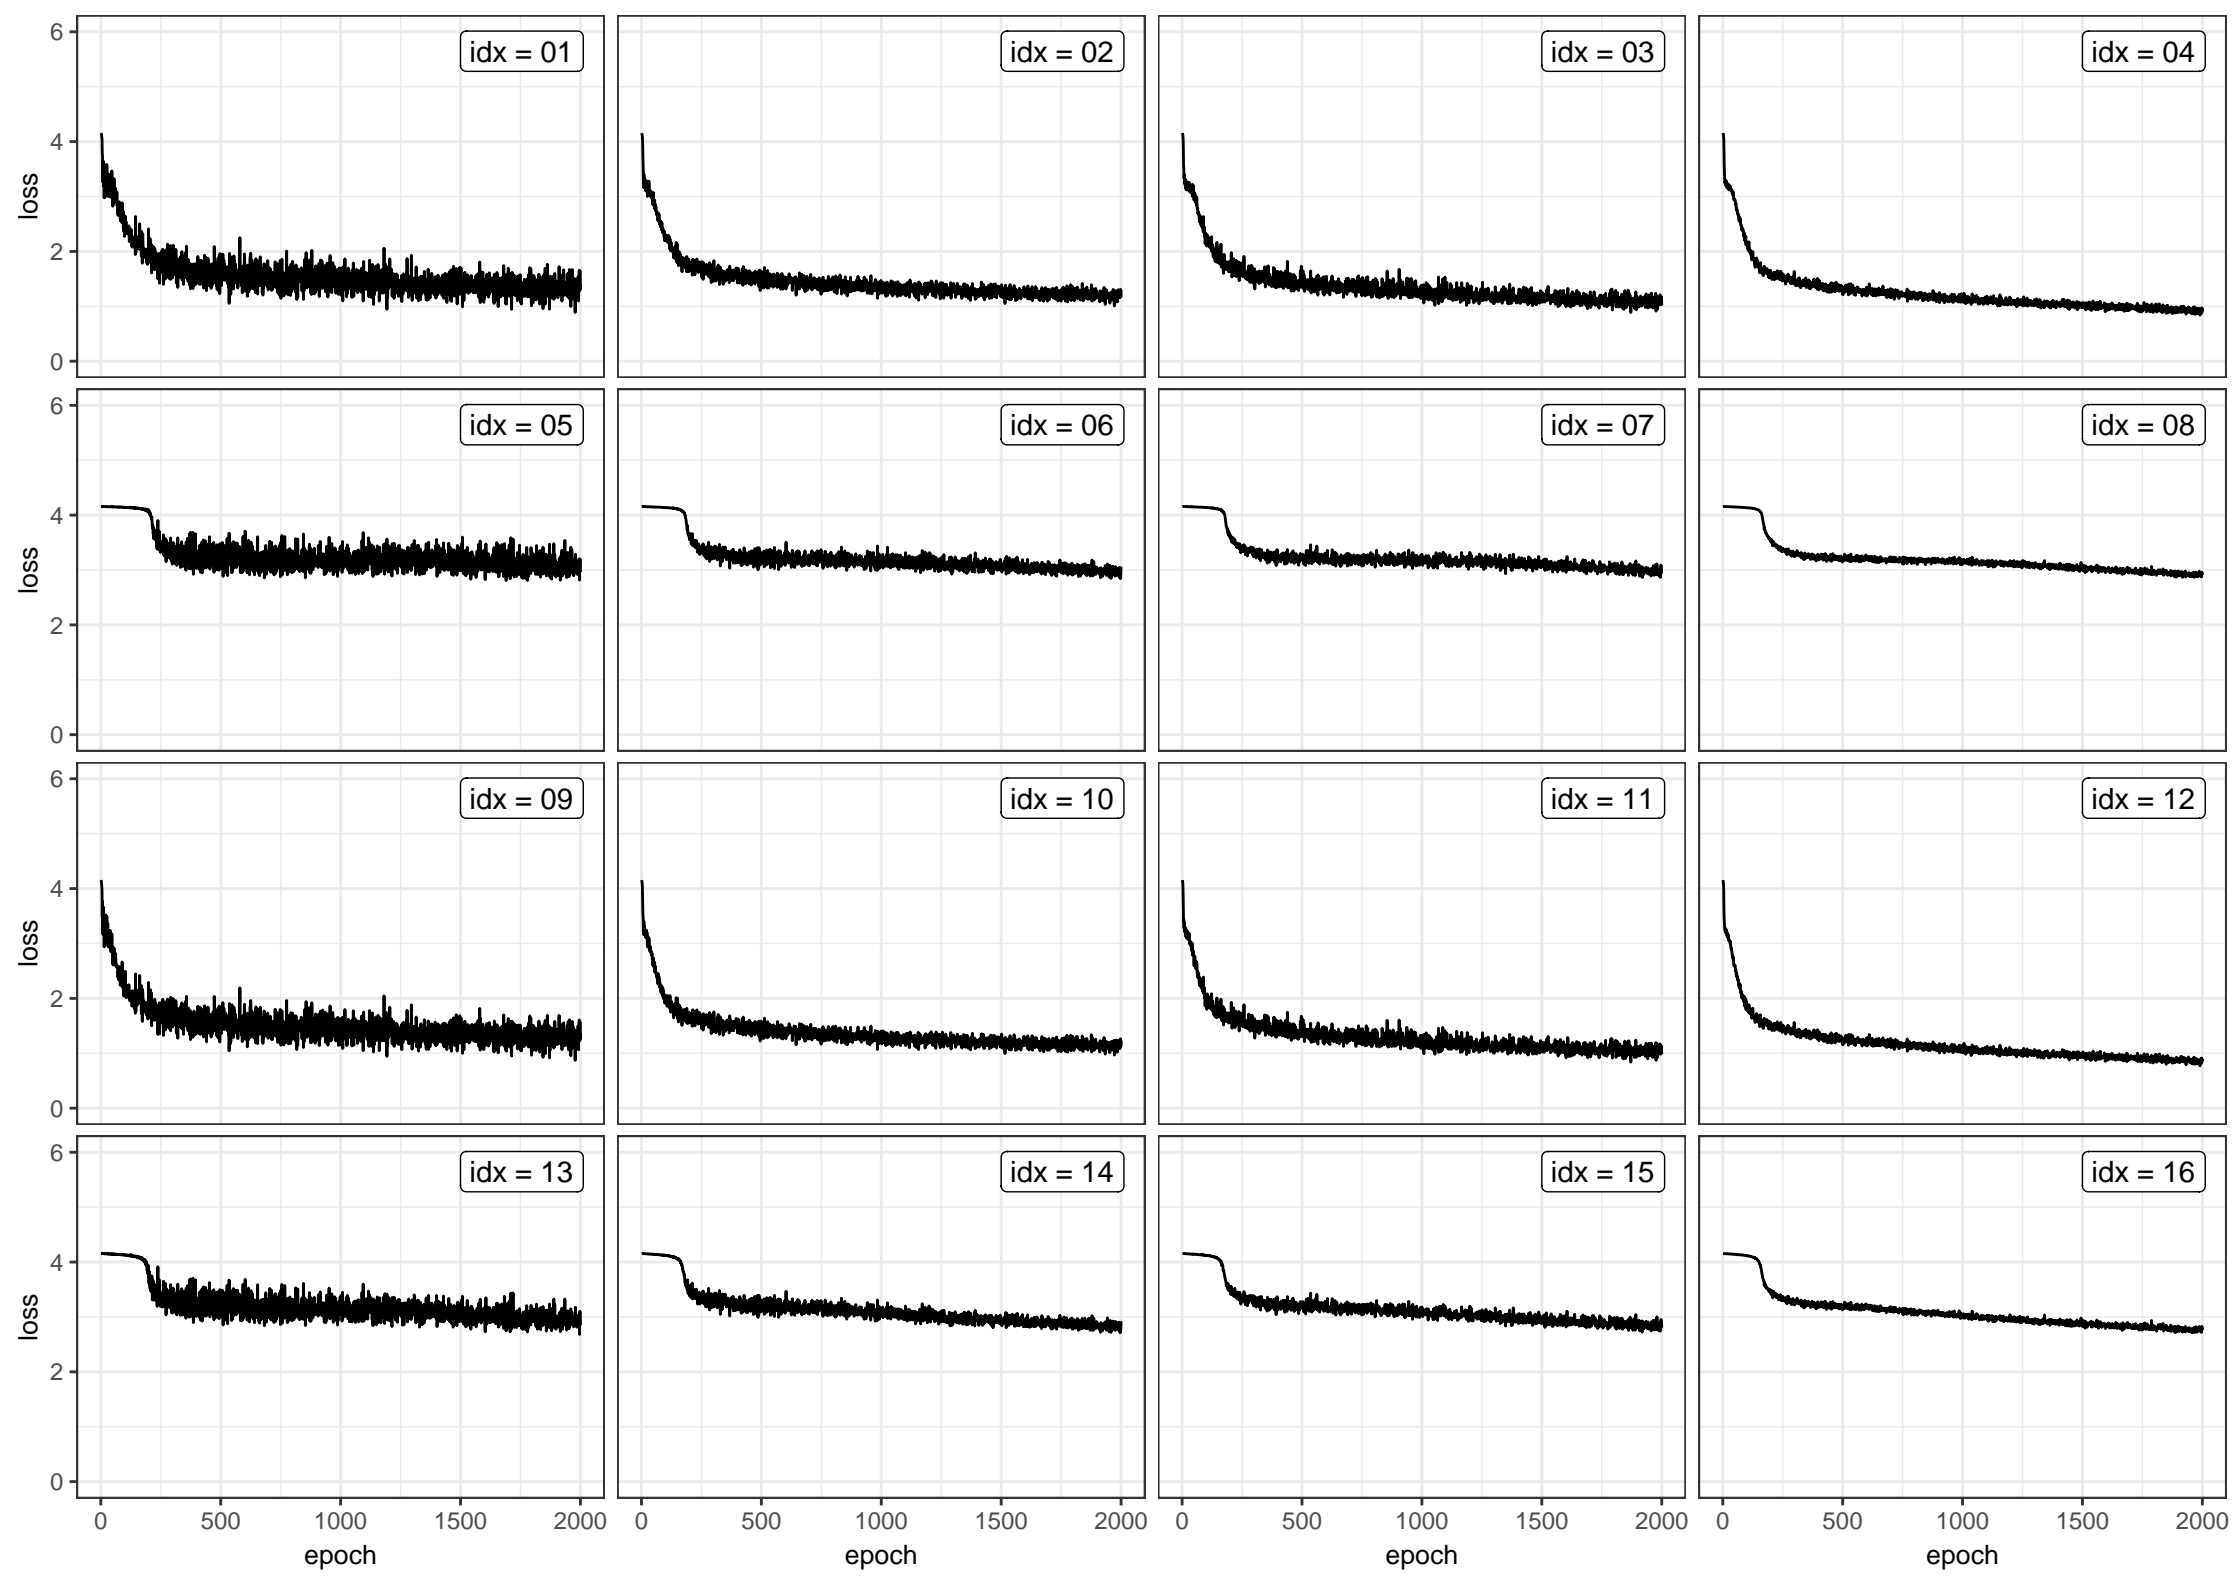 idx = 01
idx = 02
idx = 03
idx = 04
6
4
2
0
loss
idx = 05
idx = 06
idx = 07
idx = 08
6
4
2
0
loss
idx = 09
idx = 10
idx = 11
idx = 12
6
4
2
0
loss
idx = 13
idx = 14
idx = 15
idx = 16
6
4
2
0
loss
0 500 1000 1500 2000 0 500 1000 1500 2000 0 500 1000 1500 2000 0 500 1000 1500 2000
epoch epoch epoch epoch